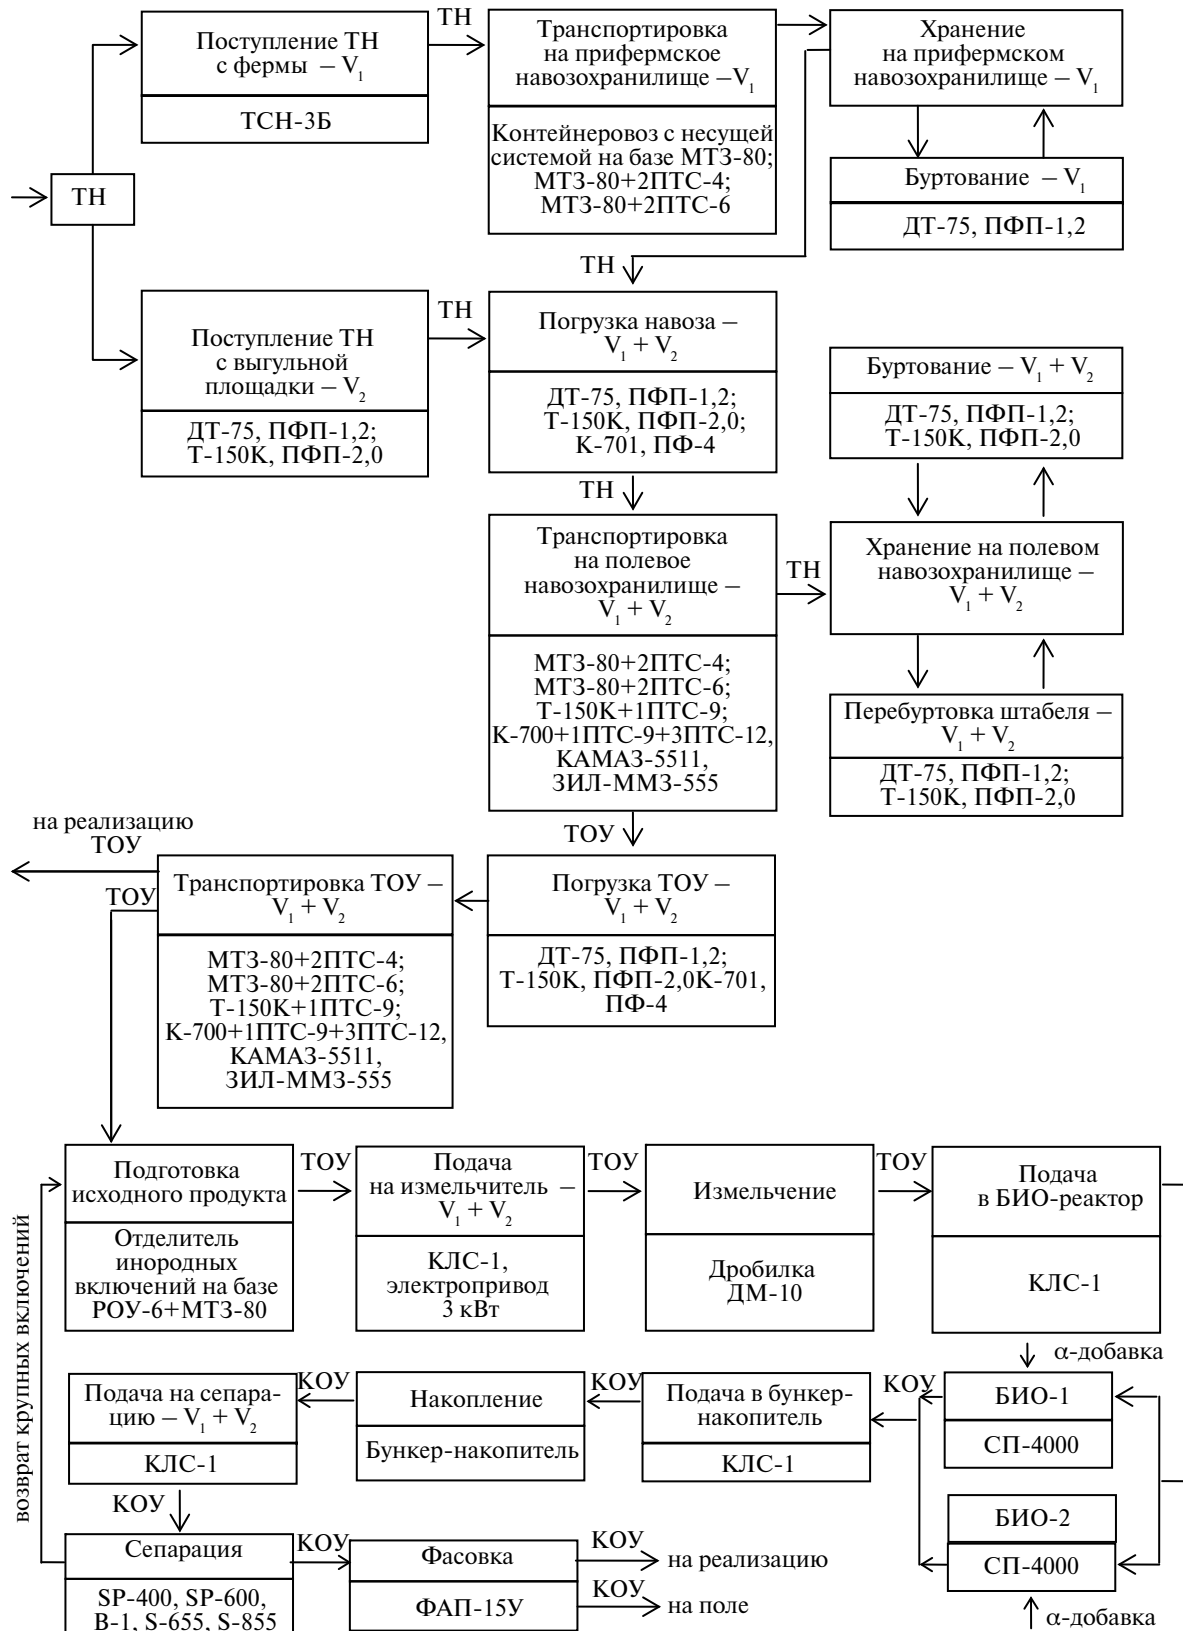 ТН
Поступление ТН
с фермы – V₁
ТСН-3Б
ТН
Транспортировка
на прифермское
навозохранилище –V₁
Контейнеровоз с несущей
системой на базе МТЗ-80;
МТЗ-80+2ПТС-4;
МТЗ-80+2ПТС-6
Хранение
на прифермском
навозохранилище – V₁
Буртование – V₁
ДТ-75, ПФП-1,2
ТН
Поступление ТН
с выгульной
площадки – V₂
ДТ-75, ПФП-1,2;
Т-150К, ПФП-2,0
ТН
Погрузка навоза –
V₁ + V₂
ДТ-75, ПФП-1,2;
Т-150К, ПФП-2,0;
К-701, ПФ-4
Буртование – V₁ + V₂
ДТ-75, ПФП-1,2;
Т-150К, ПФП-2,0
ТН
Транспортировка
на полевое
навозохранилище –
V₁ + V₂
МТЗ-80+2ПТС-4;
МТЗ-80+2ПТС-6;
Т-150К+1ПТС-9;
К-700+1ПТС-9+3ПТС-12,
КАМАЗ-5511,
ЗИЛ-ММЗ-555
ТН
Хранение на полевом
навозохранилище –
V₁ + V₂
Перебуртовка штабеля –
V₁ + V₂
ДТ-75, ПФП-1,2;
Т-150К, ПФП-2,0
ТОУ
на реализацию
ТОУ
ТОУ
Транспортировка ТОУ –
V₁ + V₂
МТЗ-80+2ПТС-4;
МТЗ-80+2ПТС-6;
Т-150К+1ПТС-9;
К-700+1ПТС-9+3ПТС-12,
КАМАЗ-5511,
ЗИЛ-ММЗ-555
Погрузка ТОУ –
V₁ + V₂
ДТ-75, ПФП-1,2;
Т-150К, ПФП-2,0К-701,
ПФ-4
Подготовка
исходного продукта
Отделитель
инородных
включений на базе
РОУ-6+МТЗ-80
ТОУ
Подача
на измельчитель –
V₁ + V₂
КЛС-1,
электропривод
3 кВт
ТОУ
Измельчение
Дробилка
ДМ-10
ТОУ
Подача
в БИО-реактор
КЛС-1
возврат крупных включений
α-добавка
Подача на сепара-
цию – V₁ + V₂
КЛС-1
КОУ
Накопление
Бункер-накопитель
КОУ
Подача в бункер-
накопитель
КЛС-1
КОУ
БИО-1
СП-4000
БИО-2
СП-4000
α-добавка
КОУ
Сепарация
SP-400, SP-600,
B-1, S-655, S-855
КОУ
Фасовка
ФАП-15У
КОУ
на реализацию
КОУ
на поле